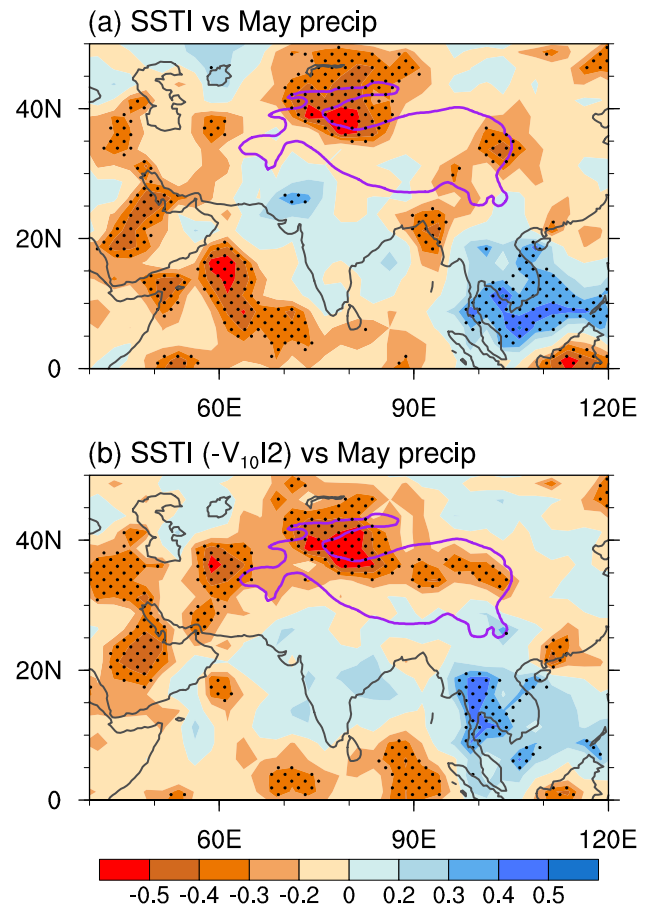 (a) SSTI vs May precip
40N
20N
0
60E 90E 120E
(b) SSTI (-V₁₀I2) vs May precip
40N
20N
0
60E 90E 120E
-0.5 -0.4 -0.3 -0.2 0 0.2 0.3 0.4 0.5